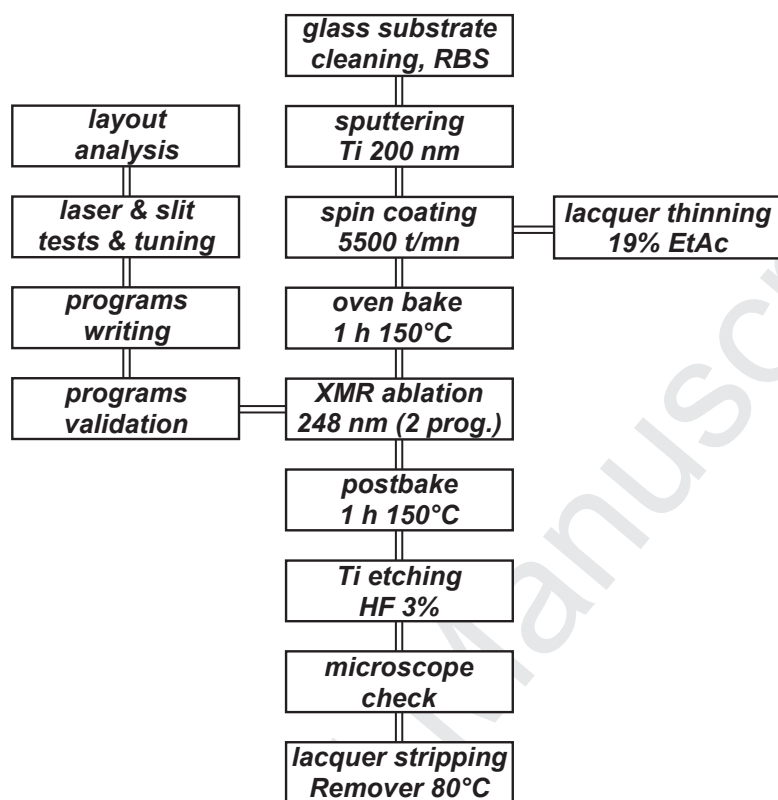 glass substrate
cleaning, RBS
layout
analysis
sputtering
Ti 200 nm
laser & slit
tests & tuning
spin coating
5500 t/mn
lacquer thinning
19% EtAc
programs
writing
oven bake
1 h 150°C
programs
validation
XMR ablation
248 nm (2 prog.)
postbake
1 h 150°C
Ti etching
HF 3%
microscope
check
lacquer stripping
Remover 80°C